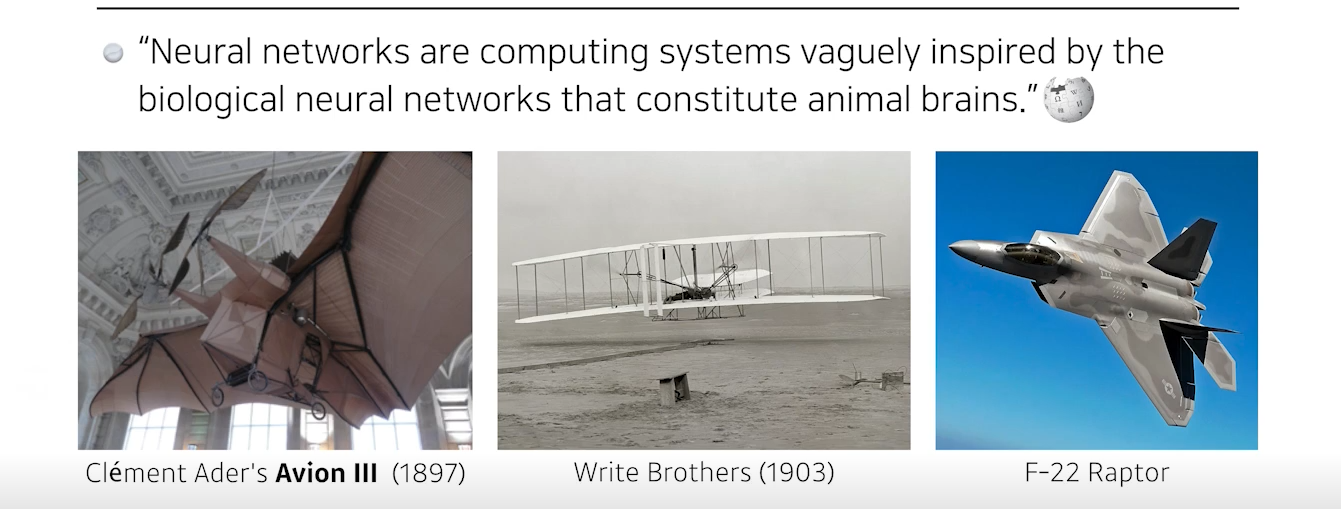 “Neural networks are computing systems vaguely inspired by the
biological neural networks that constitute animal brains.”
Clément Ader's Avion III (1897)
Write Brothers (1903)
F-22 Raptor